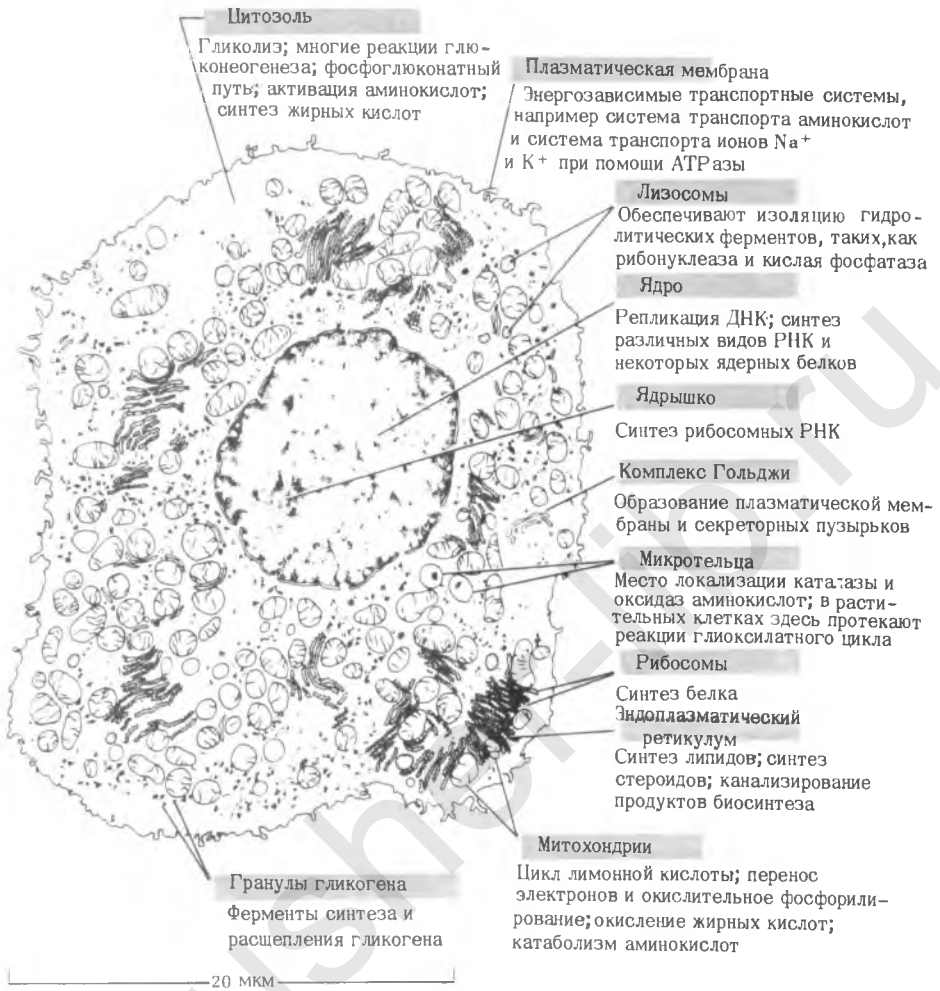 Цитозоль
Гликолиз; многие реакции глю-
конеогенеза; фосфоглюконатный
путь; активация аминокислот;
синтез жирных кислот
Плазматическая мембрана
Энергозависимые транспортные системы,
например система транспорта аминокислот
и система транспорта ионов Na+
и K+ при помощи АТРазы
Лизосомы
Обеспечивают изоляцию гидро-
литических ферментов, таких,как
рибонуклеаза и кислая фосфатаза
Ядро
Репликация ДНК; синтез
различных видов РНК и
некоторых ядерных белков
Ядрышко
Синтез рибосомных РНК
Комплекс Гольджи
Образование плазматической мем-
браны и секреторных пузырьков
Микротельца
Место локализации каталазы и
оксидаз аминокислот; в расти-
тельных клетках здесь протекают
реакции глиоксилатного цикла
Рибосомы
Синтез белка
Эндоплазматический
ретикулум
Синтез липидов; синтез
стероидов; канализирование
продуктов биосинтеза
Митохондрии
Цикл лимонной кислоты; перенос
электронов и окислительное фосфорили-
рование; окисление жирных кислот;
катаболизм аминокислот
Гранулы гликогена
Ферменты синтеза и
расщепления гликогена
20 мкм